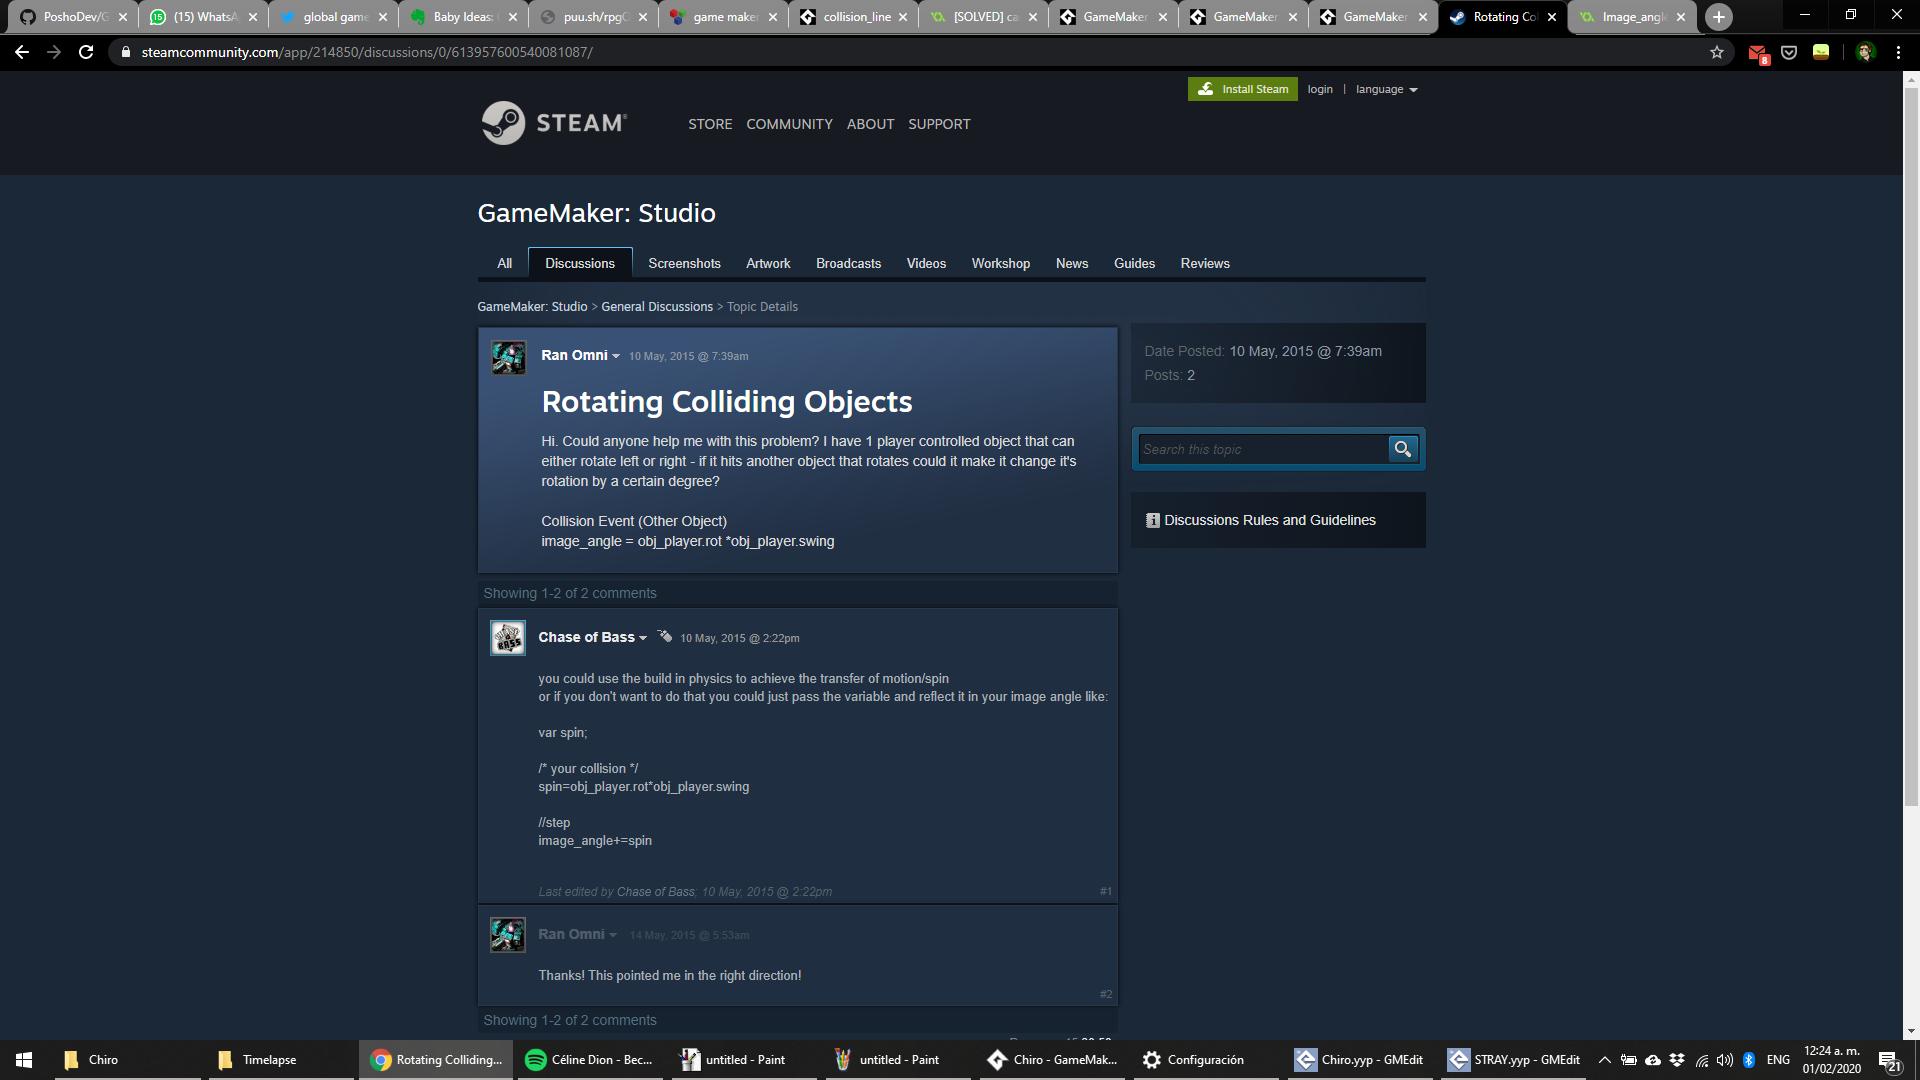 PoshoDev/G
(15) WhatsA
global game
Baby Ideas:
puu.sh/rpgC
game maker
collision_line
[SOLVED] ca
GameMaker
GameMaker
GameMaker
Rotating Col
Image_angl
steamcommunity.com/app/214850/discussions/0/613957600540081087/
8
Install Steam
login | language
STEAM
STORE COMMUNITY ABOUT SUPPORT
GameMaker: Studio
All Discussions Screenshots Artwork Broadcasts Videos Workshop News Guides Reviews
GameMaker: Studio > General Discussions > Topic Details
Ran Omni 10 May, 2015 @ 7:39am
Rotating Colliding Objects
Hi. Could anyone help me with this problem? I have 1 player controlled object that can
either rotate left or right - if it hits another object that rotates could it make it change it's
rotation by a certain degree?
Collision Event (Other Object)
image_angle = obj_player.rot *obj_player.swing
Date Posted: 10 May, 2015 @ 7:39am
Posts: 2
Search this topic
Discussions Rules and Guidelines
Showing 1-2 of 2 comments
Chase of Bass 10 May, 2015 @ 2:22pm
you could use the build in physics to achieve the transfer of motion/spin
or if you don't want to do that you could just pass the variable and reflect it in your image angle like:
var spin;
/* your collision */
spin=obj_player.rot*obj_player.swing
//step
image_angle+=spin
Last edited by Chase of Bass; 10 May, 2015 @ 2:22pm
#1
Ran Omni 14 May, 2015 @ 5:53am
Thanks! This pointed me in the right direction!
#2
Showing 1-2 of 2 comments
Chiro
Timelapse
Rotating Colliding...
Céline Dion - Bec...
untitled - Paint
untitled - Paint
Chiro - GameMak...
Configuración
Chiro.yyp - GMEdit
STRAY.yyp - GMEdit
ENG
12:24 a. m.
01/02/2020
21